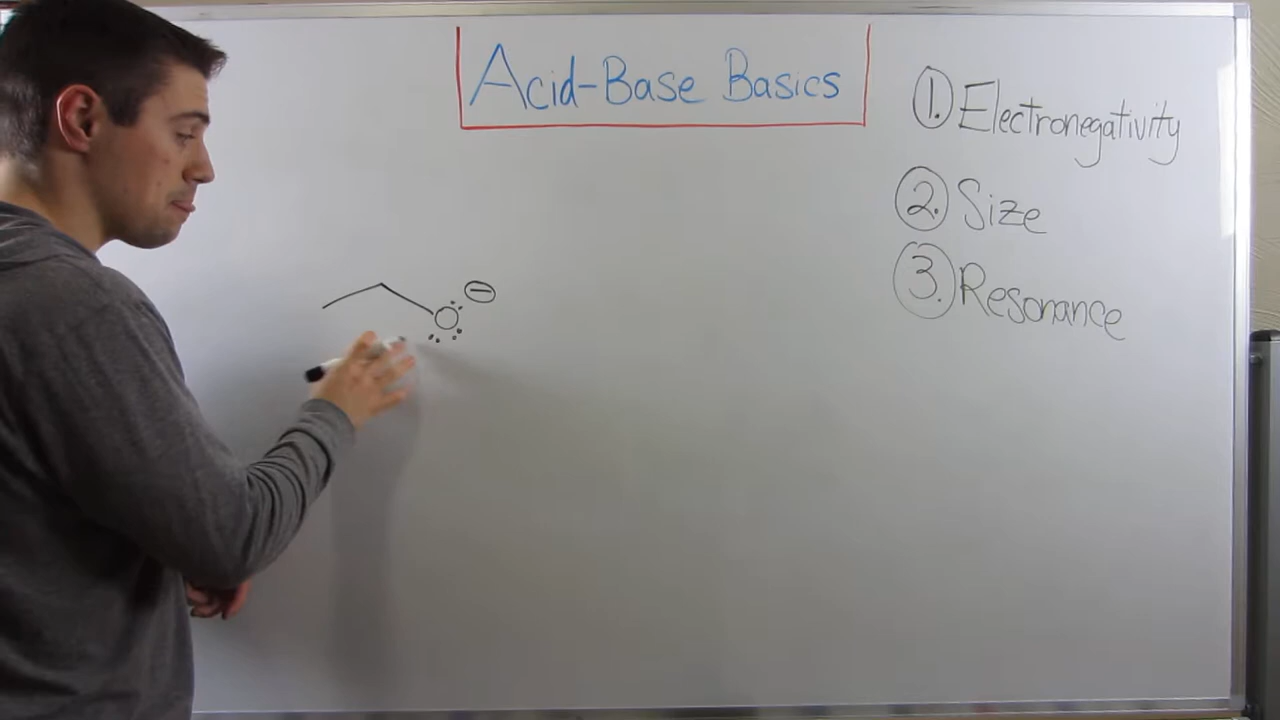 Acid-Base Basics
1. Electronegativity
2. Size
3. Resonance
O
⊖